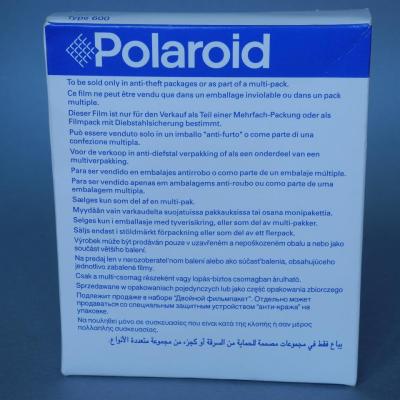 Type 600
Polaroid
To be sold only in anti-theft packages or as part of a multi-pack.
Ce film ne peut être vendu que dans un emballage inviolable ou dans un pack
multiple.
Dieser Film ist nur für den Verkauf als Teil einer Mehrfach-Packung oder als
Filmpack mit Diebstahlsicherung bestimmt.
Può essere venduto solo in un imballo "anti-furto" o come parte di una
confezione multipla.
Voor de verkoop in anti-diefstal verpakking of als een onderdeel van een
multiverpakking.
Para ser vendido en embalajes antirrobo o como parte de un embalaje múltiple.
Para ser vendido apenas em embalagens anti-roubo ou como parte de uma
embalagem multipla.
Sælges kun som del af en multi-pak.
Myydään vain varkaudelta suojatuissa pakkauksissa tai osana monipakettia.
Selges kun i emballasje med tyverisikring, eller som del av multi-pakker.
Säljs endast i stöldmärkt förpackning eller som del av ett flerpack.
Výrobek může být prodáván pouze v uzavřeném a nepoškozeném obalu a nebo jako
součást většího balení.
Na predaj len v nerozoberateľnom balení alebo ako súčasť balenia, obsahujúceho
jednotlivo zabalené filmy.
Csak a multi-csomag részeként vagy lopás-biztos csomagban árulható.
Sprzedawane w opakowaniach pojedynczych lub jako część opakowania zbiorczego
Подлежит продаже в наборе "Двойной фильмпакет". Отдельно может
продаваться со специальным защитным устройством "анти-кража" на
упаковке.
Να πουληθεί μόνο σε συσκευασίες που είναι κατά της κλοπής ή σαν μέρος
πολλαπλής συσκευασίας.
يباع فقط في مجموعات مصممة للحماية من السرقة أو كجزء من مجموعة متعددة الأنواع.